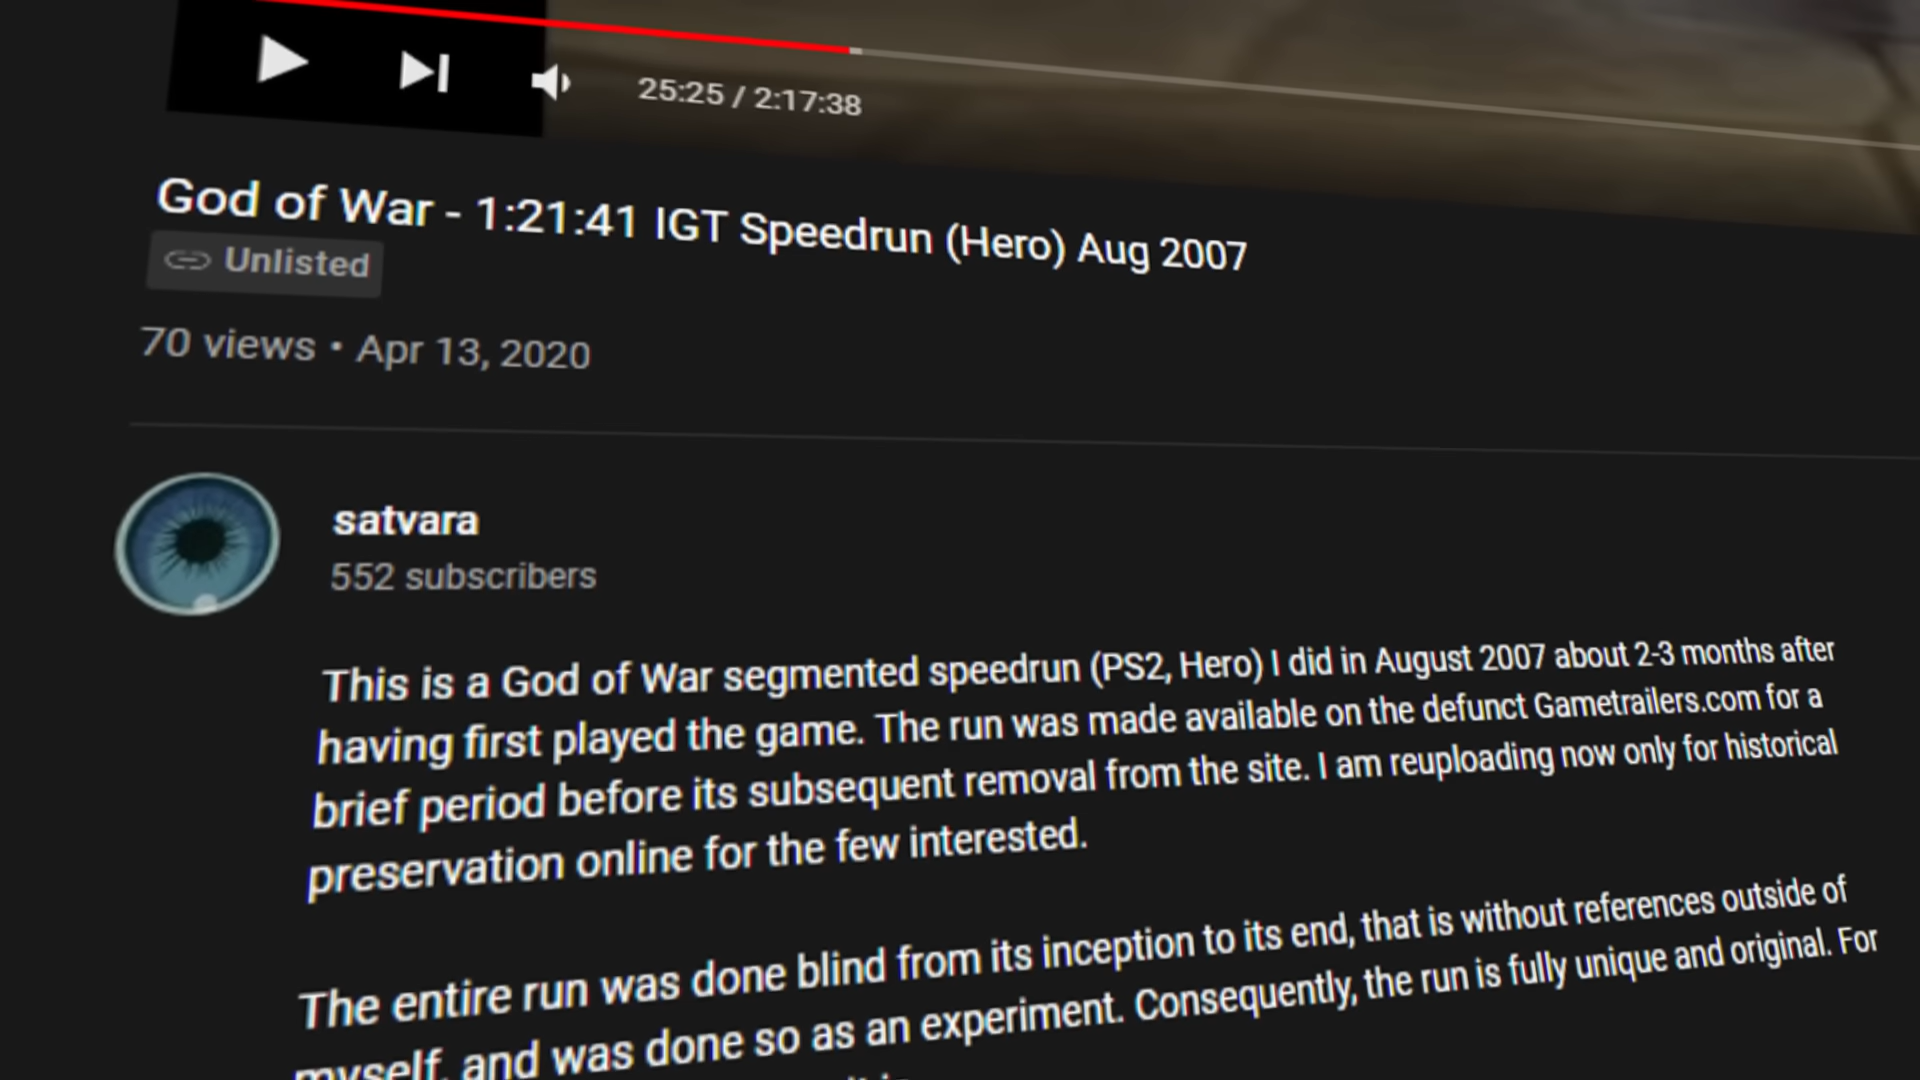 25:25 / 2:17:38
God of War - 1:21:41 IGT Speedrun (Hero) Aug 2007
Unlisted
70 views • Apr 13, 2020
satvara
552 subscribers
This is a God of War segmented speedrun (PS2, Hero) I did in August 2007 about 2-3 months after
having first played the game. The run was made available on the defunct Gametrailers.com for a
brief period before its subsequent removal from the site. I am reuploading now only for historical
preservation online for the few interested.
The entire run was done blind from its inception to its end, that is without references outside of
myself, and was done so as an experiment. Consequently, the run is fully unique and original. For